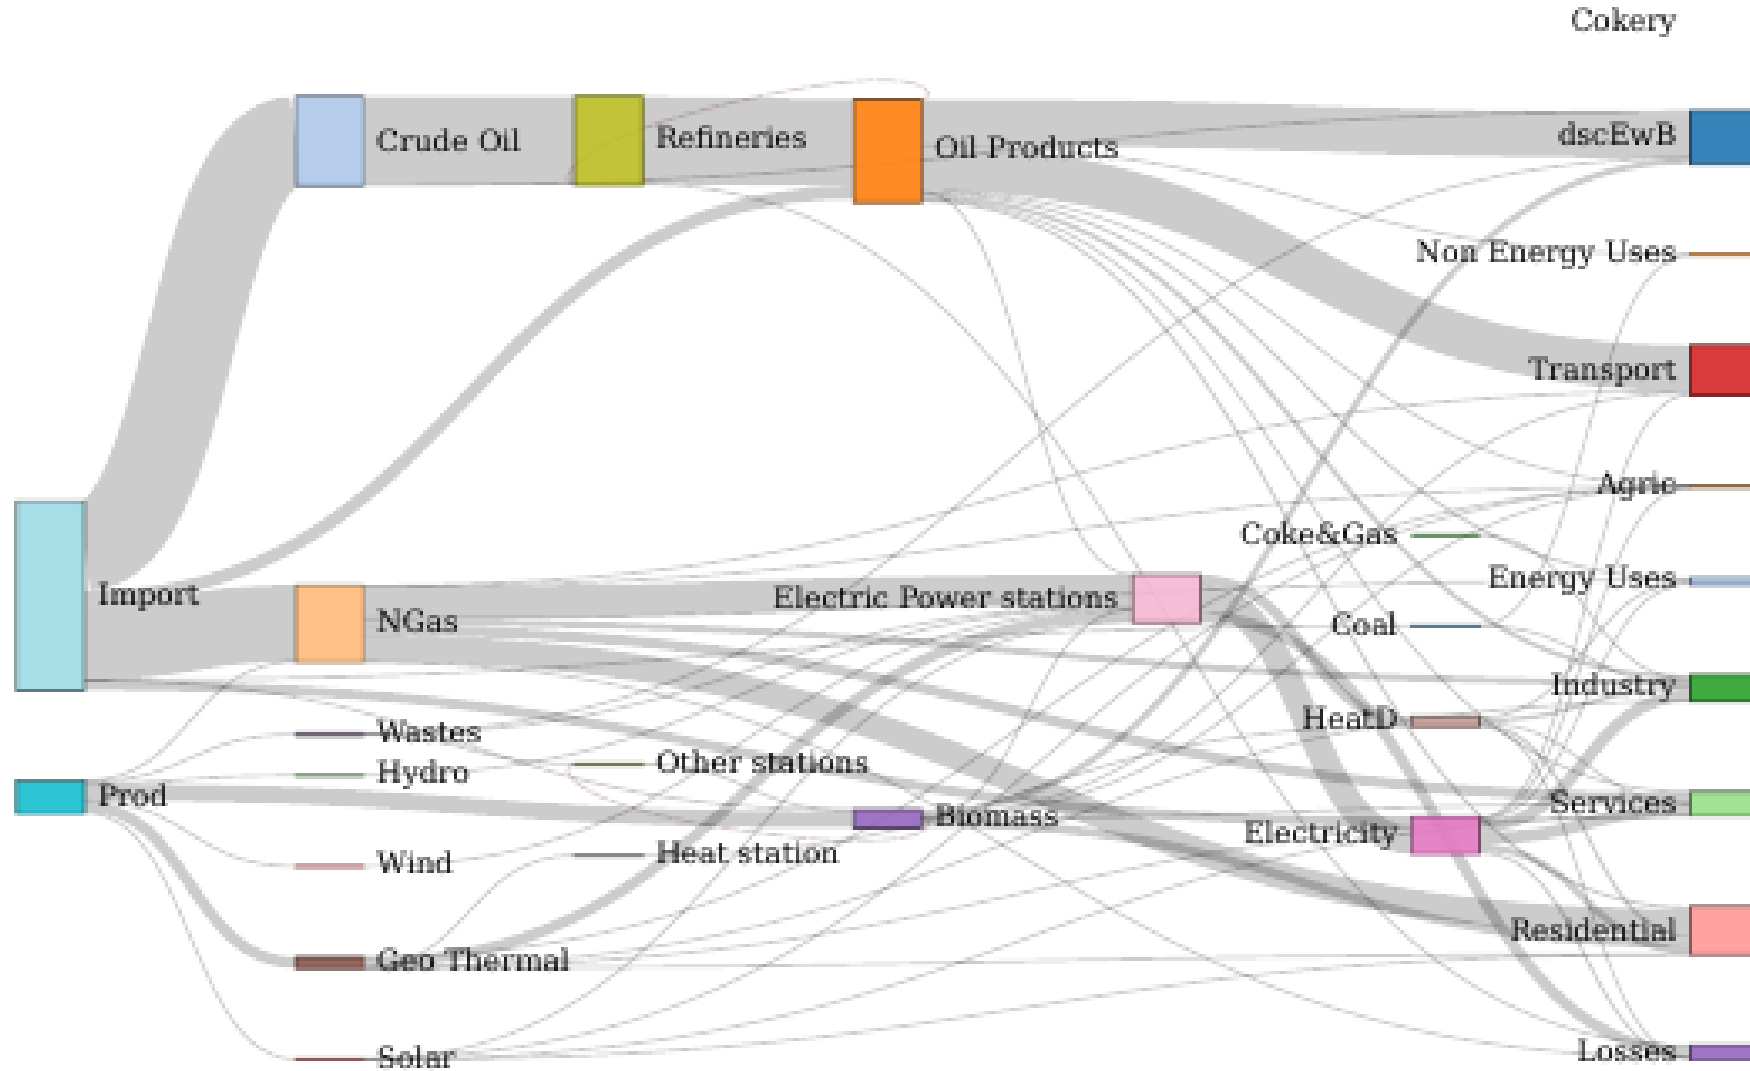 Cokery
Crude Oil
Refineries
Oil Products
dscEwB
Non Energy Uses
Transport
Agric
Coke&Gas
Energy Uses
Import
NGas
Electric Power stations
Coal
Industry
HeatD
Wastes
Other stations
Hydro
Prod
Services
Biomass
Electricity
Wind
Heat station
Residential
Geo Thermal
Solar
Losses